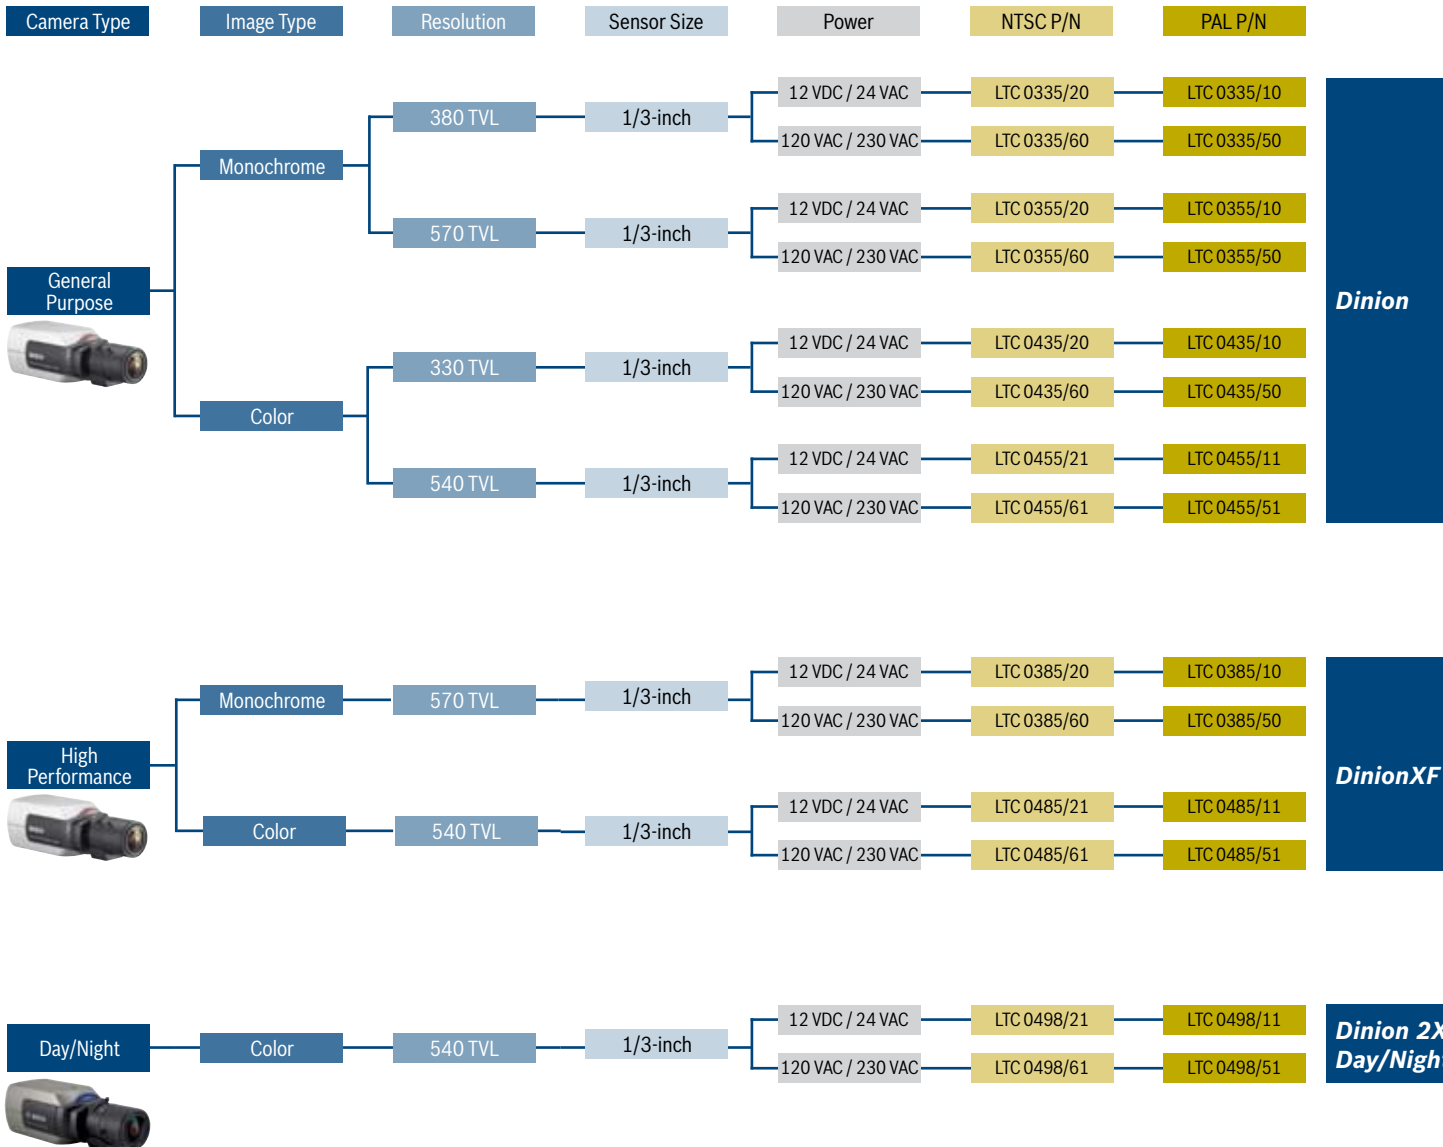 Camera Type Image Type Resolution Sensor Size Power NTSC P/N PAL P/N
12 VDC / 24 VAC LTC 0335/20 LTC 0335/10
380 TVL 1/3-inch
120 VAC / 230 VAC LTC 0335/60 LTC 0335/50
Monochrome
12 VDC / 24 VAC LTC 0355/20 LTC 0355/10
570 TVL 1/3-inch
120 VAC / 230 VAC LTC 0355/60 LTC 0355/50
General
Purpose
Dinion
12 VDC / 24 VAC LTC 0435/20 LTC 0435/10
330 TVL 1/3-inch
120 VAC / 230 VAC LTC 0435/60 LTC 0435/50
Color
12 VDC / 24 VAC LTC 0455/21 LTC 0455/11
540 TVL 1/3-inch
120 VAC / 230 VAC LTC 0455/61 LTC 0455/51
12 VDC / 24 VAC LTC 0385/20 LTC 0385/10
Monochrome 570 TVL 1/3-inch
120 VAC / 230 VAC LTC 0385/60 LTC 0385/50
High
Performance
DinionXF
12 VDC / 24 VAC LTC 0485/21 LTC 0485/11
Color 540 TVL 1/3-inch
120 VAC / 230 VAC LTC 0485/61 LTC 0485/51
12 VDC / 24 VAC LTC 0498/21 LTC 0498/11
Dinion 2X
Day/Night Color 540 TVL 1/3-inch
Day/Night
120 VAC / 230 VAC LTC 0498/61 LTC 0498/51